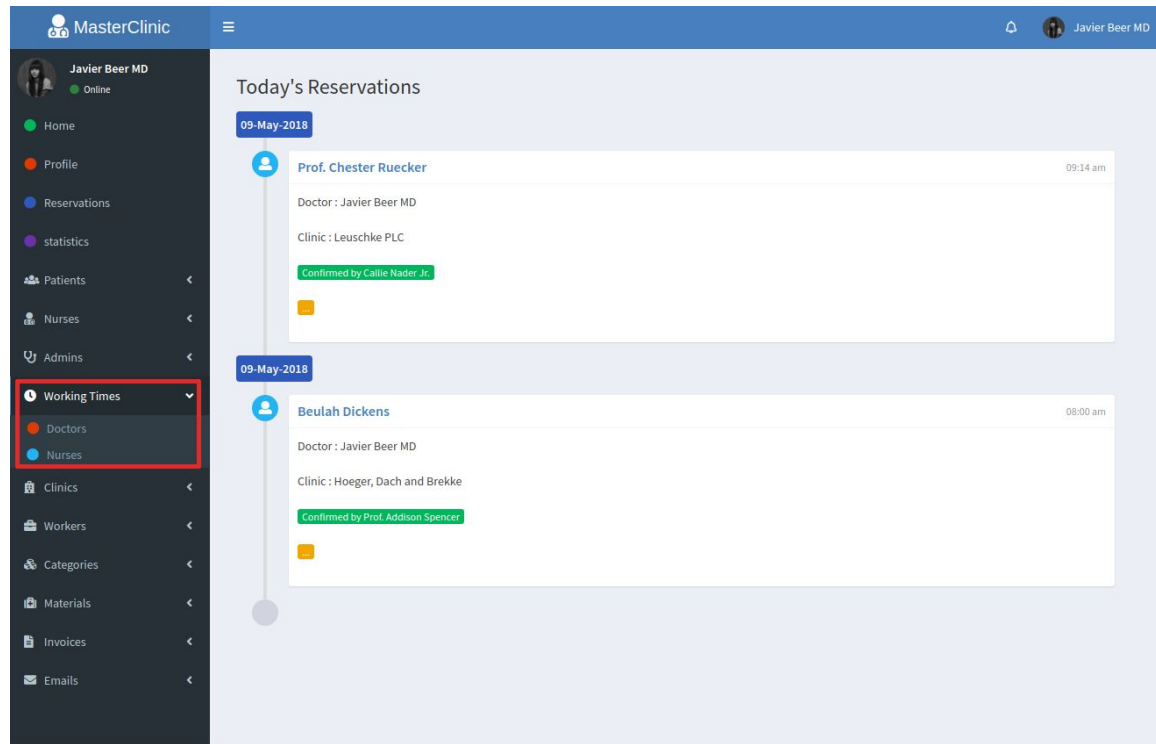 MasterClinic
Javier Beer MD
Javier Beer MD
Online
Home
Profile
Reservations
statistics
Patients
Nurses
Admins
Working Times
Doctors
Nurses
Clinics
Workers
Categories
Materials
Invoices
Emails
Today's Reservations
09-May-2018
Prof. Chester Ruecker 09:14 am
Doctor : Javier Beer MD
Clinic : Leuschke PLC
Confirmed by Callie Nader Jr.
...
09-May-2018
Beulah Dickens 08:00 am
Doctor : Javier Beer MD
Clinic : Hoeger, Dach and Brekke
Confirmed by Prof. Addison Spencer
...